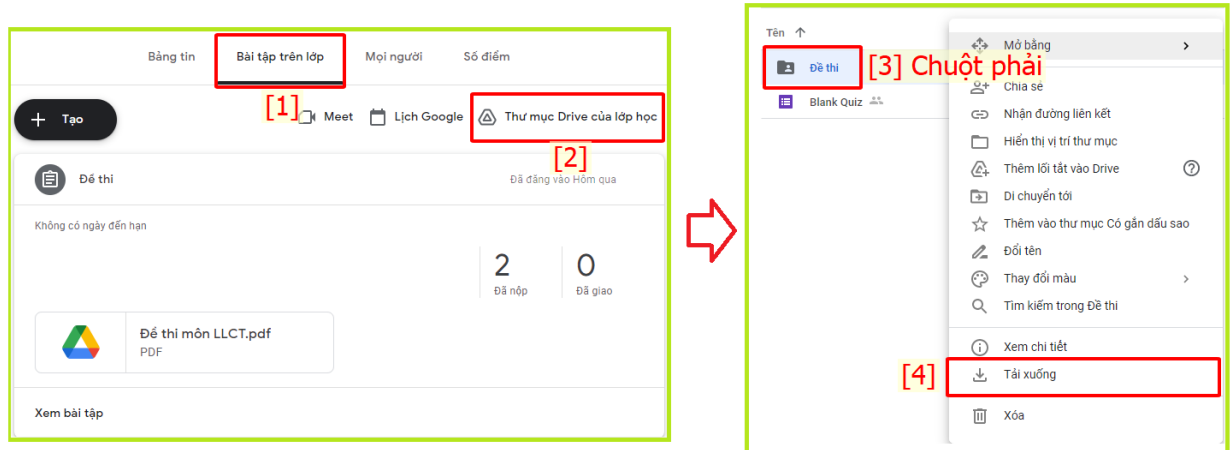 Bảng tin
Bài tập trên lớp
Mọi người
Số điểm
[1]
Tạo
Meet
Lịch Google
Thư mục Drive của lớp học
[2]
Đề thi
Đã đăng vào Hôm qua
Không có ngày đến hạn
2
Đã nộp
0
Đã giao
Đề thi môn LLCT.pdf
PDF
Xem bài tập
Tên
Đề thi
[3] Chuột phải
Blank Quiz
Mở bằng
Chia sẻ
Nhận đường liên kết
Hiển thị vị trí thư mục
Thêm lối tắt vào Drive
Di chuyển tới
Thêm vào thư mục Có gắn dấu sao
Đổi tên
Thay đổi màu
Tìm kiếm trong Đề thi
Xem chi tiết
[4]
Tải xuống
Xóa